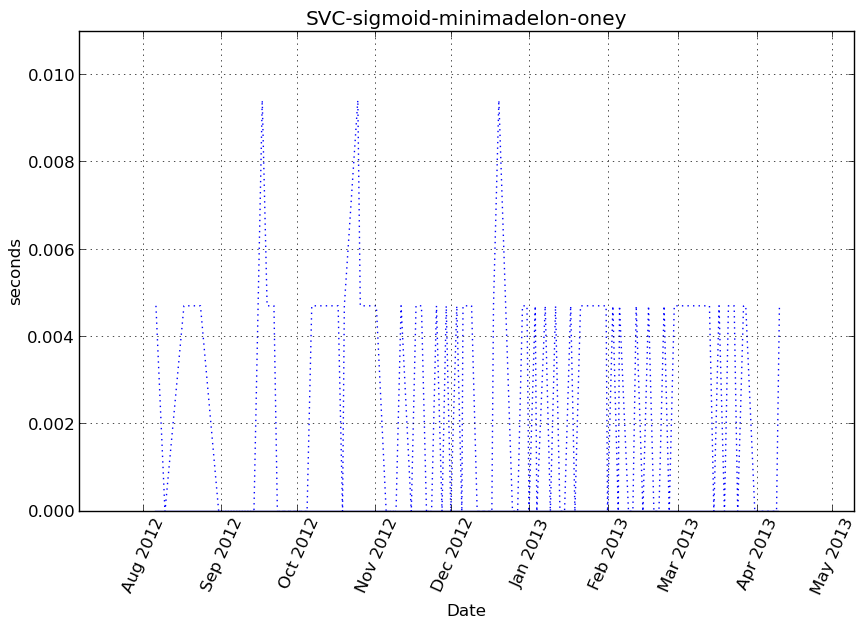 SVC-sigmoid-minimadelon-oney
0.010
0.008
0.006
0.004
0.002
0.000
seconds
Aug 2012
Sep 2012
Oct 2012
Nov 2012
Dec 2012
Jan 2013
Feb 2013
Mar 2013
Apr 2013
May 2013
Date